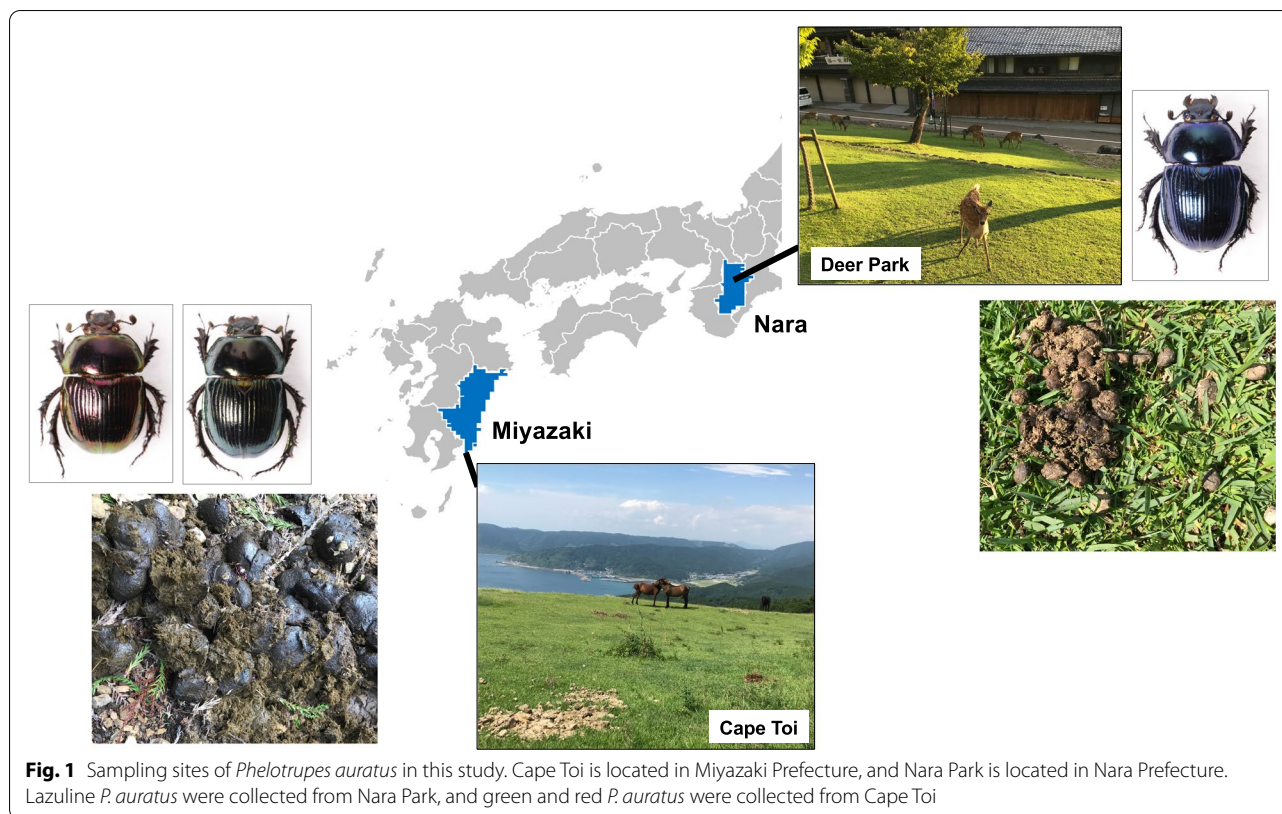 Deer Park
Nara
Miyazaki
Cape Toi
Fig. 1 Sampling sites of Phelotrupes auratus in this study. Cape Toi is located in Miyazaki Prefecture, and Nara Park is located in Nara Prefecture.
Lazuline P. auratus were collected from Nara Park, and green and red P. auratus were collected from Cape Toi